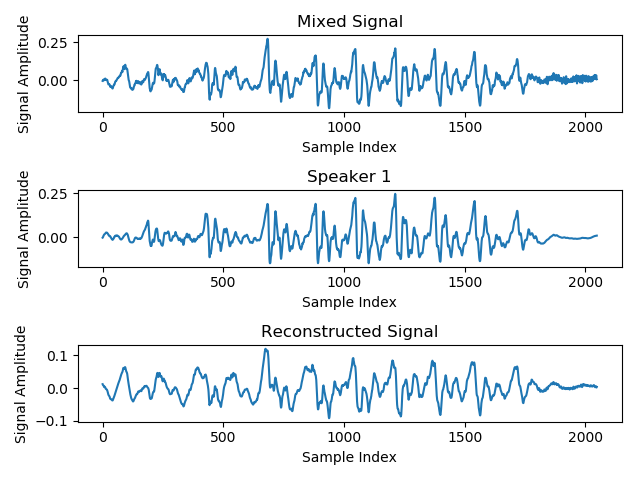 Mixed Signal
Signal Amplitude
0.25
0.00
0
500
1000
1500
2000
Sample Index
Speaker 1
Signal Amplitude
0.25
0.00
0
500
1000
1500
2000
Sample Index
Reconstructed Signal
Signal Amplitude
0.1
0.0
−0.1
0
500
1000
1500
2000
Sample Index